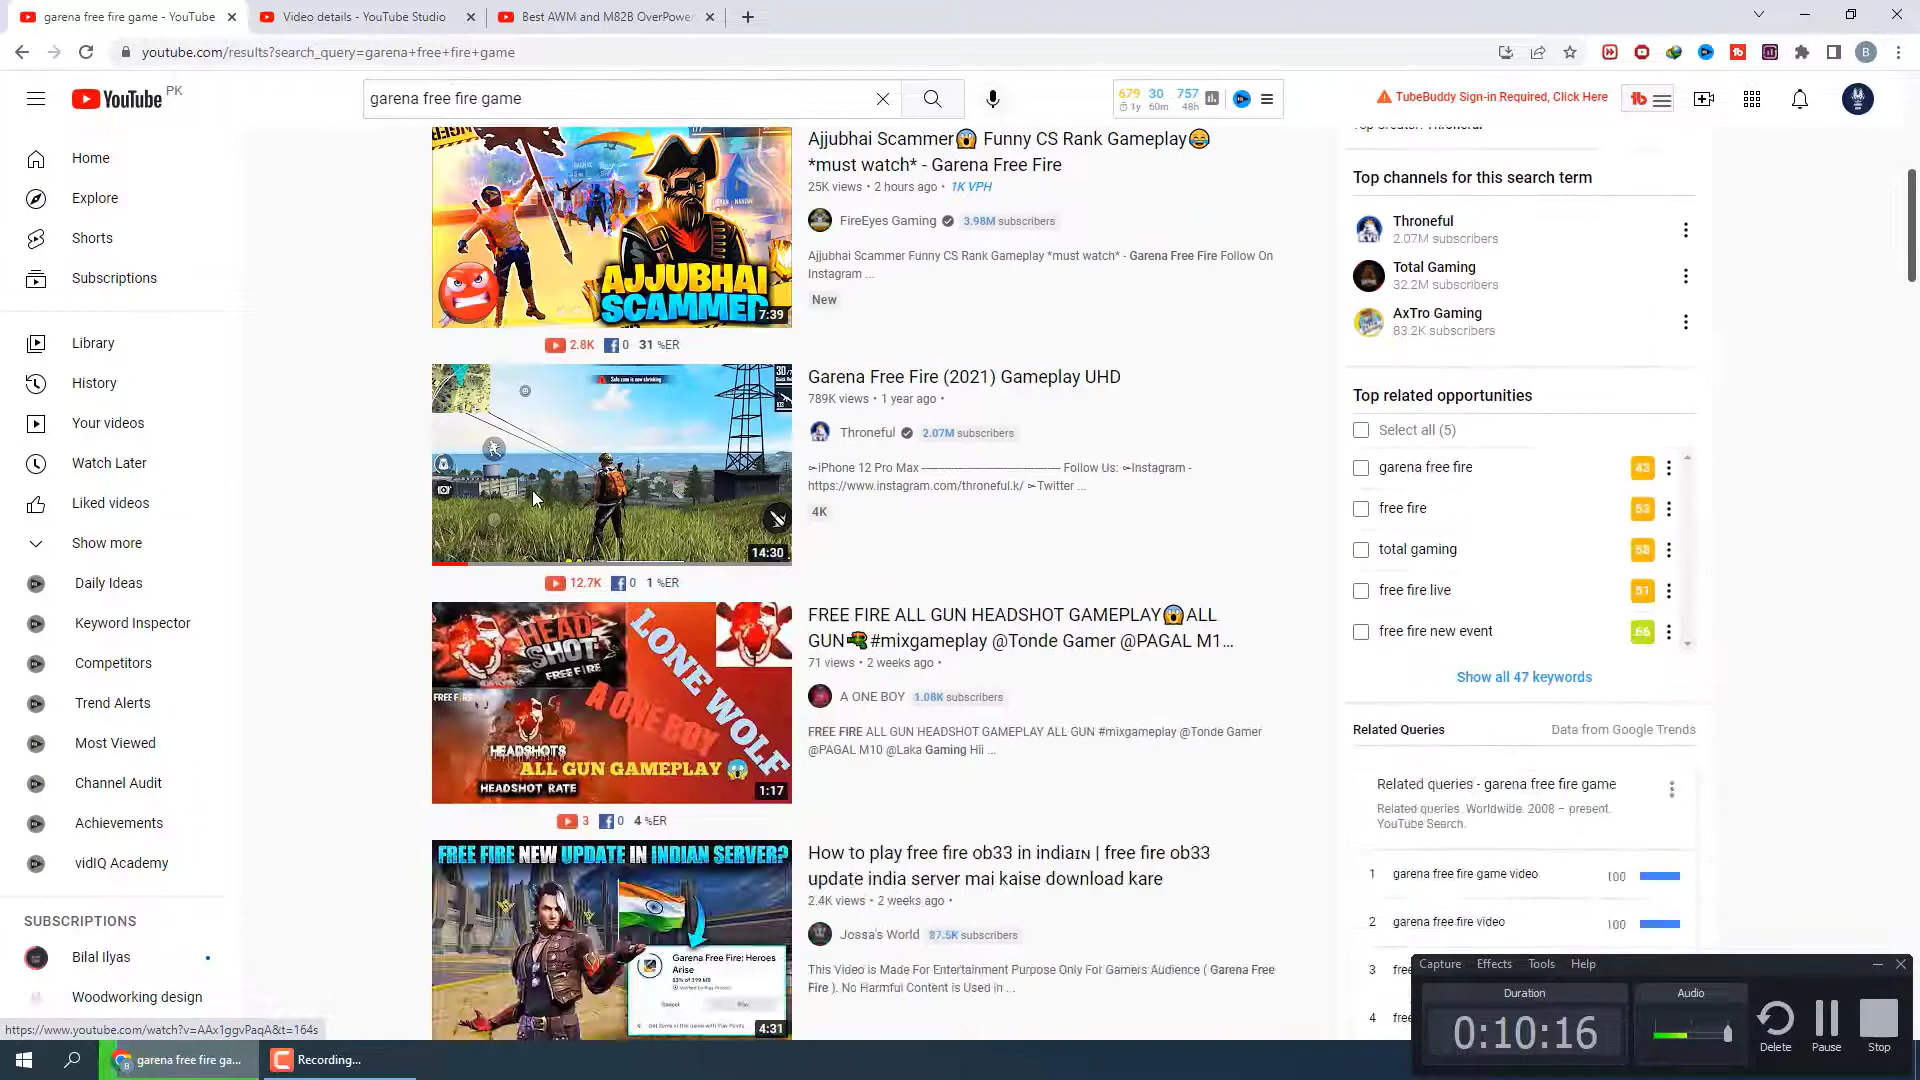 garena free fire game - YouTube
Video details - YouTube Studio
Best AWM and M82B OverPowe
youtube.com/results?search_query=garena+free+fire+game
B
YouTube PK
garena free fire game
679 30 757
1y 60m 48h
TubeBuddy Sign-in Required, Click Here
Home
Explore
Shorts
Subscriptions
Library
History
Your videos
Watch Later
Liked videos
Show more
Daily Ideas
Keyword Inspector
Competitors
Trend Alerts
Most Viewed
Channel Audit
Achievements
vidIQ Academy
SUBSCRIPTIONS
Bilal Ilyas
Woodworking design
https://www.youtube.com/watch?v=AAx1ggvPaqA&t=164s
AJJUBHAI
SCAMMER
7:39
Ajjubhai Scammer😱 Funny CS Rank Gameplay😂
*must watch* - Garena Free Fire
25K views • 2 hours ago • 1K VPH
FireEyes Gaming 3.98M subscribers
Ajjubhai Scammer Funny CS Rank Gameplay *must watch* - Garena Free Fire Follow On
Instagram ...
New
2.8K 0 31 %ER
Safe zone is now shrinking
14:30
Garena Free Fire (2021) Gameplay UHD
789K views • 1 year ago •
Throneful 2.07M subscribers
➣iPhone 12 Pro Max ---------------------------------------- Follow Us: ➣Instagram -
https://www.instagram.com/throneful.k/ ➣Twitter ...
4K
12.7K 0 1 %ER
HEAD
SHOT
FREE FIRE
LONE WOLF
A ONE BOY
HEADSHOTS
ALL GUN GAMEPLAY 😱
HEADSHOT RATE
1:17
FREE FIRE ALL GUN HEADSHOT GAMEPLAY😱ALL
GUN🔫#mixgameplay @Tonde Gamer @PAGAL M1...
71 views • 2 weeks ago •
A ONE BOY 1.08K subscribers
FREE FIRE ALL GUN HEADSHOT GAMEPLAY ALL GUN #mixgameplay @Tonde Gamer
@PAGAL M10 @Laka Gaming Hii ...
3 0 4 %ER
FREE FIRE NEW UPDATE IN INDIAN SERVER?
Garena Free Fire: Heroes
Arise
4:31
How to play free fire ob33 in indiaɪɴ | free fire ob33
update india server mai kaise download kare
2.4K views • 2 weeks ago •
Jossa's World 87.5K subscribers
This Video is Made For Entertainment Purpose Only For Gamers Audience ( Garena Free
Fire ). No Harmful Content is Used in ...
Top Creator: Throneful
Top channels for this search term
Throneful
2.07M subscribers
Total Gaming
32.2M subscribers
AxTro Gaming
83.2K subscribers
Top related opportunities
Select all (5)
garena free fire 43
free fire 53
total gaming 58
free fire live 51
free fire new event 66
Show all 47 keywords
Related Queries Data from Google Trends
Related queries - garena free fire game
Related queries. Worldwide. 2008 – present.
YouTube Search.
1 garena free fire game video 100
2 garena free fire video 100
3 free
4 free
Capture Effects Tools Help
Duration
0:10:16
Audio
Delete Pause Stop
garena free fire ga...
Recording...